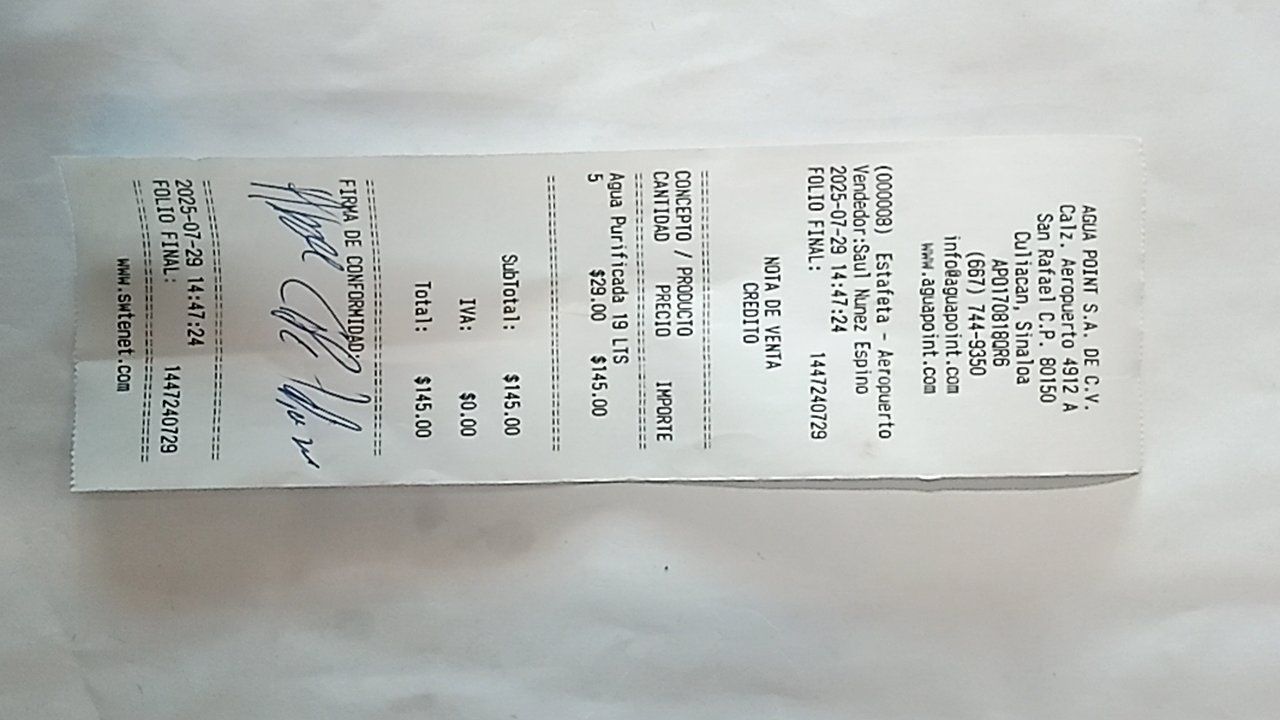 AGUA POINT S.A. DE C.V.
Calz. Aeropuerto 4912 A
San Rafael C.P. 80150
Culiacan, Sinaloa
APO170818QR6
(667) 744-9350
info@aguapoint.com
www.aguapoint.com
(000008) Estafeta - Aeropuerto
Vendedor:Saul Nunez Espino
2025-07-29 14:47:24
FOLIO FINAL: 1447240729
NOTA DE VENTA
CREDITO
CONCEPTO / PRODUCTO
CANTIDAD PRECIO IMPORTE
Agua Purificada 19 LTS
5 $29.00 $145.00
SubTotal: $145.00
IVA: $0.00
Total: $145.00
FIRMA DE CONFORMIDAD:
2025-07-29 14:47:24
FOLIO FINAL: 1447240729
www.swtenet.com